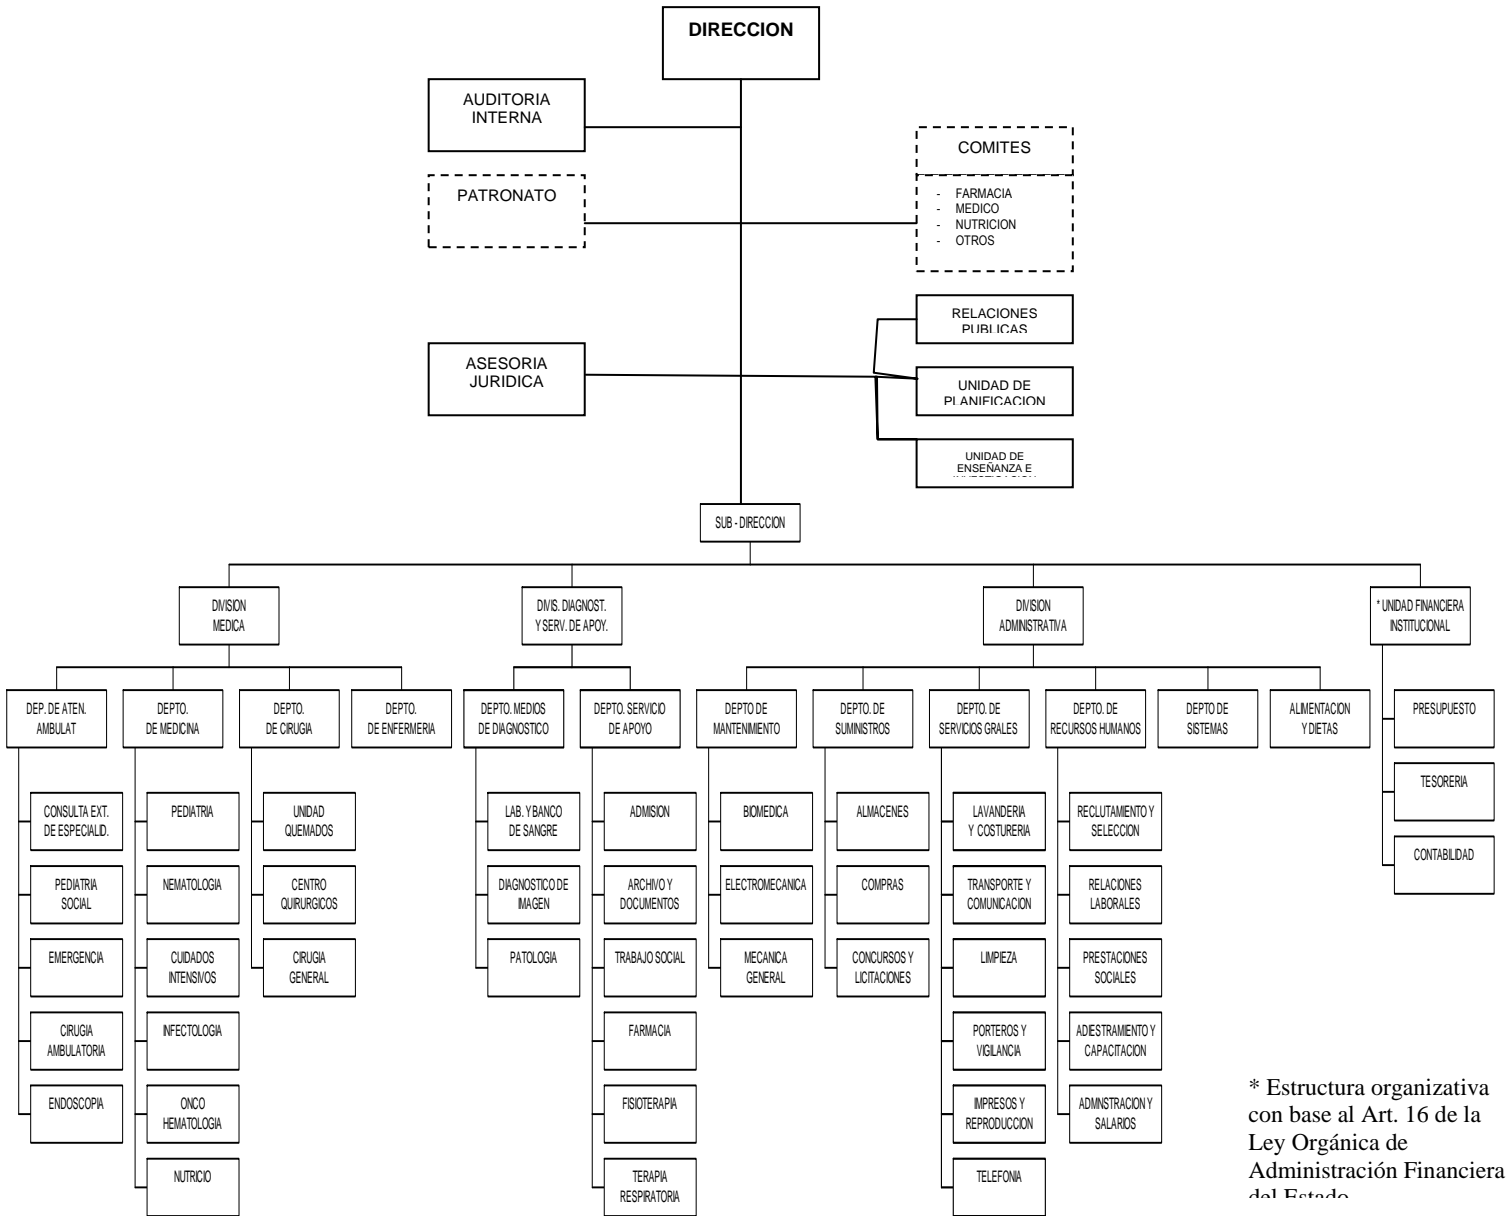 DIRECCION
AUDITORIA
INTERNA
COMITES
- FARMACIA
- MEDICO
- NUTRICION
- OTROS
PATRONATO
RELACIONES
PUBLICAS
ASESORIA
JURIDICA
UNIDAD DE
PLANIFICACION
UNIDAD DE
ENSEÑANZA E
SUB - DIRECCION
DIVISION
MEDICA
DIVIS. DIAGNOST.
Y SERV. DE APOY.
DIVISION
ADMINISTRATIVA
* UNIDAD FINANCIERA
INSTITUCIONAL
DEP. DE ATEN.
AMBULAT
DEPTO.
DE MEDICINA
DEPTO.
DE CIRUGIA
DEPTO.
DE ENFERMERIA
DEPTO. MEDIOS
DE DIAGNOSTICO
DEPTO. SERVICIO
DE APOYO
DEPTO DE
MANTENIMIENTO
DEPTO. DE
SUMINISTROS
DEPTO. DE
SERVICIOS GRALES
DEPTO. DE
RECURSOS HUMANOS
DEPTO DE
SISTEMAS
ALIMENTACION
Y DIETAS
PRESUPUESTO
TESORERIA
CONTABILIDAD
CONSULTA EXT.
DE ESPECIALID.
PEDIATRIA
SOCIAL
EMERGENCIA
CIRUGIA
AMBULATORIA
ENDOSCOPIA
PEDIATRIA
NEMATOLOGIA
CUIDADOS
INTENSIVOS
INFECTOLOGIA
ONCO
HEMATOLOGIA
NUTRICIO
UNIDAD
QUEMADOS
CENTRO
QUIRURGICOS
CIRUGIA
GENERAL
LAB. Y BANCO
DE SANGRE
DIAGNOSTICO DE
IMAGEN
PATOLOGIA
ADMISION
ARCHIVO Y
DOCUMENTOS
TRABAJO SOCIAL
FARMACIA
FISIOTERAPIA
TERAPIA
RESPIRATORIA
BIOMEDICA
ELECTROMECANICA
MECANICA
GENERAL
ALMACENES
COMPRAS
CONCURSOS Y
LICITACIONES
LAVANDERIA
Y COSTURERIA
TRANSPORTE Y
COMUNICACION
LIMPIEZA
PORTEROS Y
VIGILANCIA
IMPRESOS Y
REPRODUCCION
TELEFONIA
RECLUTAMIENTO Y
SELECCION
RELACIONES
LABORALES
PRESTACIONES
SOCIALES
ADIESTRAMIENTO Y
CAPACITACION
ADMNSTRACION Y
SALARIOS
* Estructura organizativa
con base al Art. 16 de la
Ley Orgánica de
Administración Financiera
del Estado